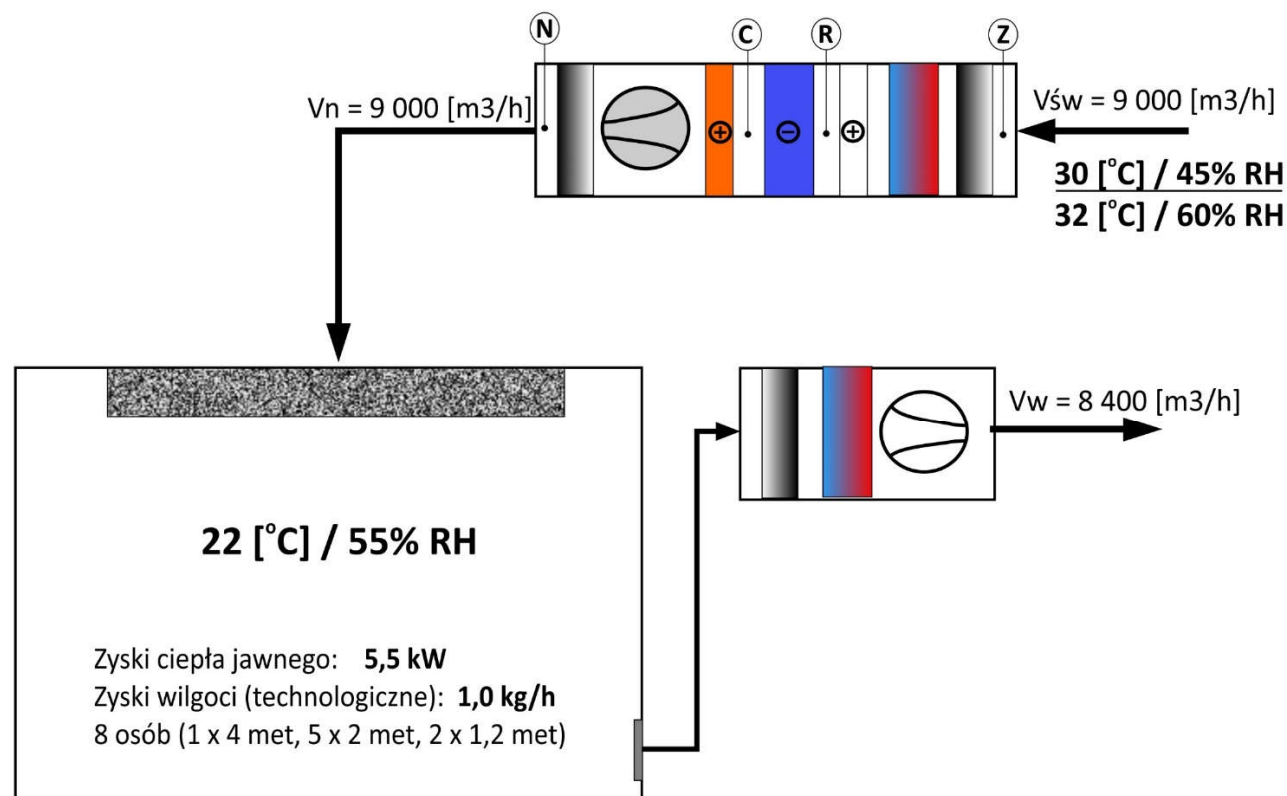 N
C
R
Z
Vn = 9 000 [m3/h]
Vśw = 9 000 [m3/h]
30 [°C] / 45% RH
32 [°C] / 60% RH
Vw = 8 400 [m3/h]
22 [°C] / 55% RH
Zyski ciepła jawnego: 5,5 kW
Zyski wilgoci (technologiczne): 1,0 kg/h
8 osób (1 x 4 met, 5 x 2 met, 2 x 1,2 met)